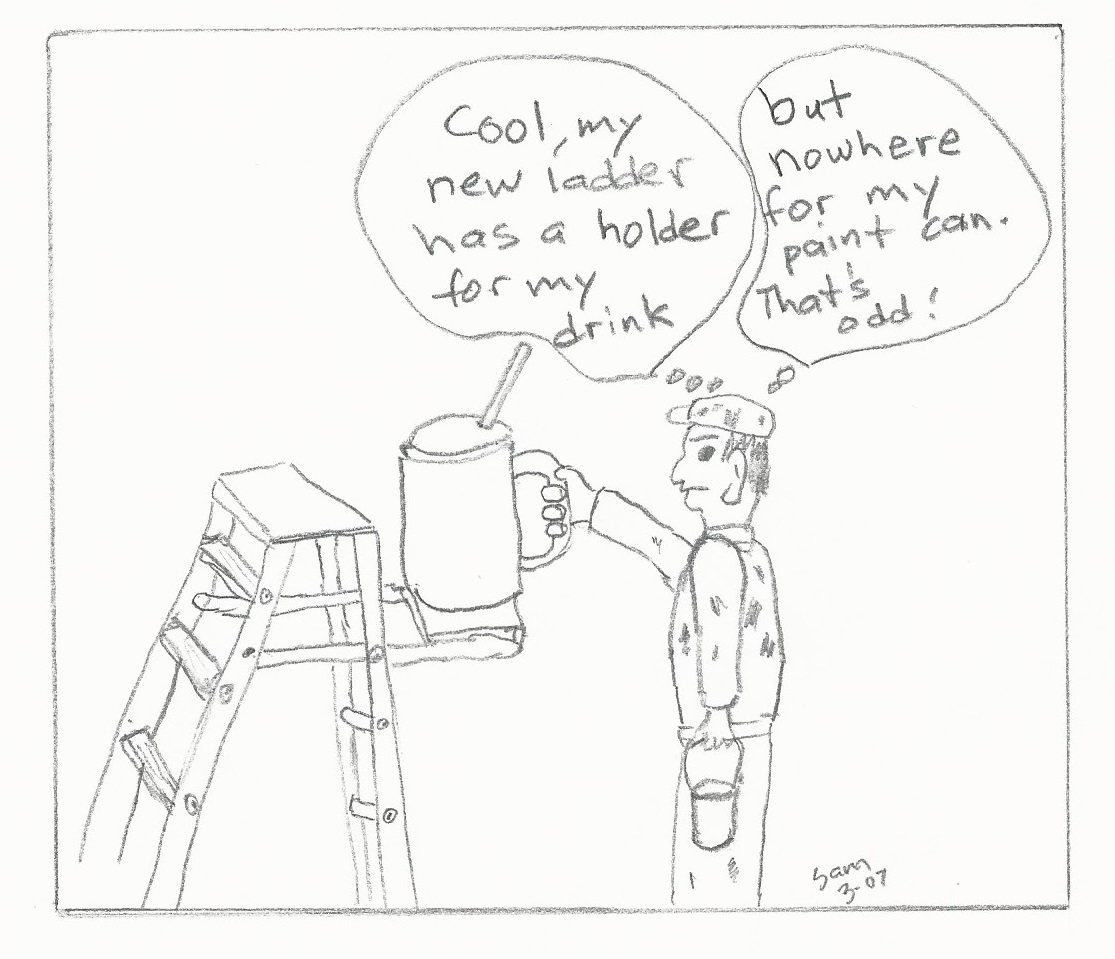 Cool, my
new ladder
has a holder
for my
drink
but
nowhere
for my
paint can.
That's
odd!
Sam
3-07